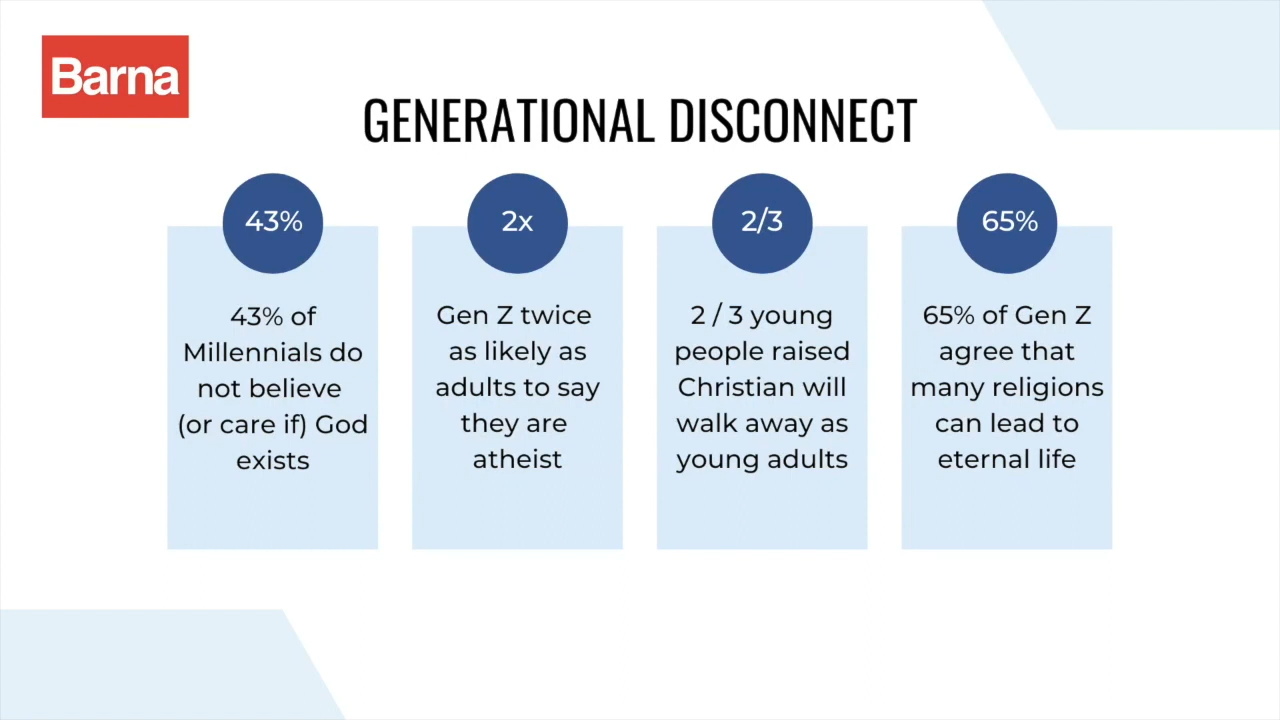 Barna
GENERATIONAL DISCONNECT
43%
43% of
Millennials do
not believe
(or care if) God
exists
2x
Gen Z twice
as likely as
adults to say
they are
atheist
2/3
2 / 3 young
people raised
Christian will
walk away as
young adults
65%
65% of Gen Z
agree that
many religions
can lead to
eternal life